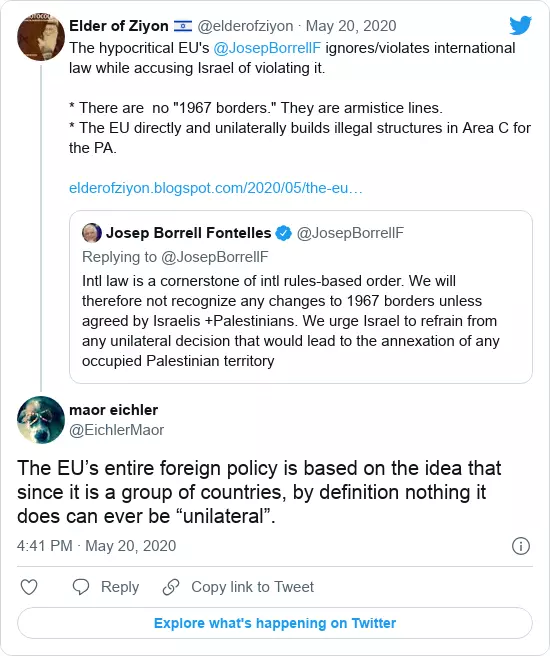 Elder of Ziyon 🇮🇱 @elderofziyon · May 20, 2020
The hypocritical EU's @JosepBorrellF ignores/violates international
law while accusing Israel of violating it.
* There are no "1967 borders." They are armistice lines.
* The EU directly and unilaterally builds illegal structures in Area C for
the PA.
elderofziyon.blogspot.com/2020/05/the-eu…
Josep Borrell Fontelles @JosepBorrellF
Replying to @JosepBorrellF
Intl law is a cornerstone of intl rules-based order. We will
therefore not recognize any changes to 1967 borders unless
agreed by Israelis +Palestinians. We urge Israel to refrain from
any unilateral decision that would lead to the annexation of any
occupied Palestinian territory
maor eichler
@EichlerMaor
The EU’s entire foreign policy is based on the idea that
since it is a group of countries, by definition nothing it
does can ever be “unilateral”.
4:41 PM · May 20, 2020
Reply Copy link to Tweet
Explore what's happening on Twitter